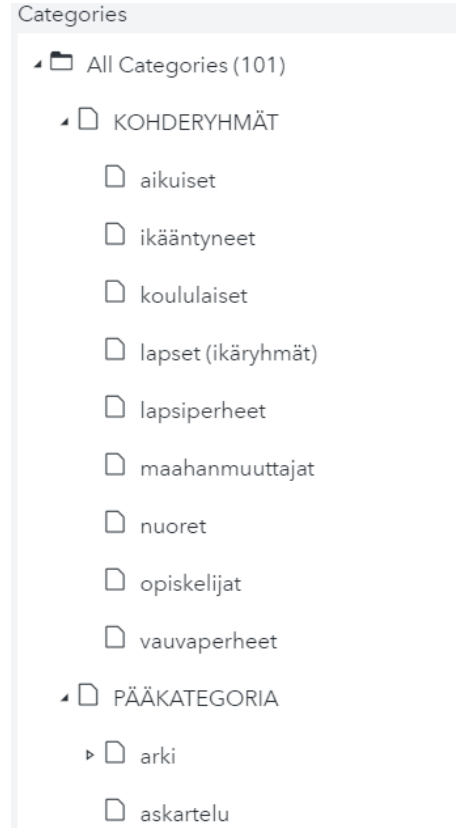 Categories
All Categories (101)
KOHDERYHMÄT
aikuiset
ikääntyneet
koululaiset
lapset (ikäryhmät)
lapsiperheet
maahanmuuttajat
nuoret
opiskelijat
vauvaperheet
PÄÄKATEGORIA
arki
askartelu